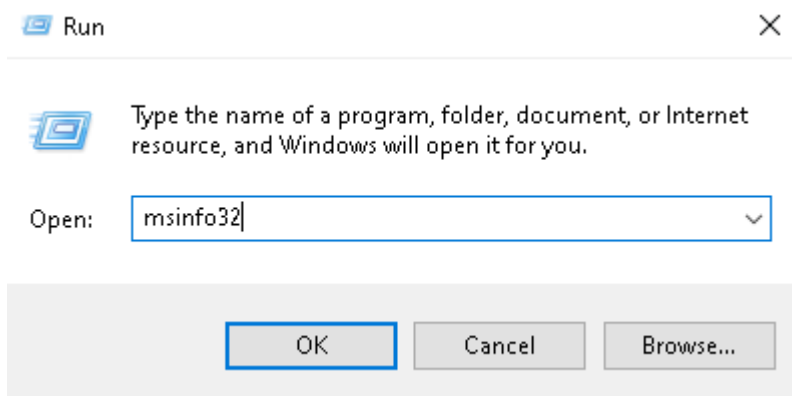 Run
Type the name of a program, folder, document, or Internet
resource, and Windows will open it for you.
Open: msinfo32
OK Cancel Browse...